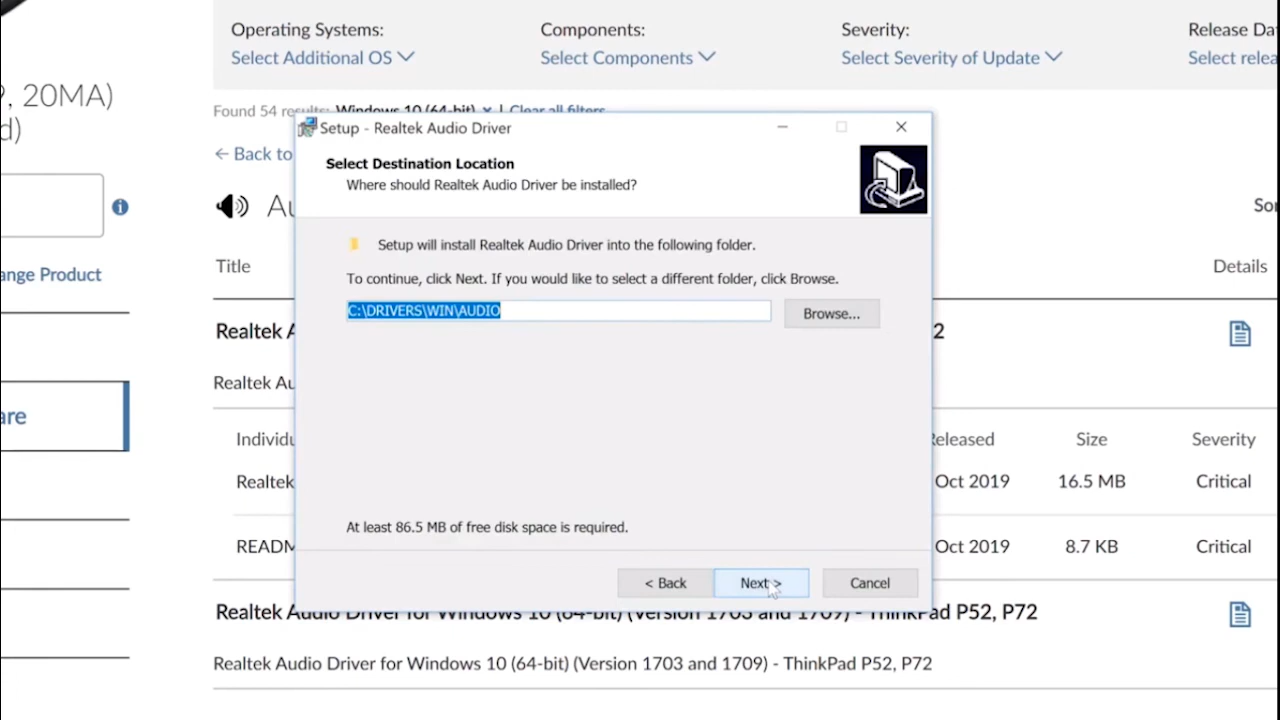 Operating Systems:
Components:
Severity:
Release Da
Select Additional OS
Select Components
Select Severity of Update
Select relea
, 20MA)
d)
Found 54 results: Windows 10 (64-bit) × | Clear all filters
← Back to
Au
Sor
ange Product
Title
Details
Realtek A
2
Realtek Au
are
Individu
Released
Size
Severity
Realtek
Oct 2019
16.5 MB
Critical
READM
Oct 2019
8.7 KB
Critical
Realtek Audio Driver for Windows 10 (64-bit) (Version 1703 and 1709) - ThinkPad P52, P72
Realtek Audio Driver for Windows 10 (64-bit) (Version 1703 and 1709) - ThinkPad P52, P72
Setup - Realtek Audio Driver
Select Destination Location
Where should Realtek Audio Driver be installed?
Setup will install Realtek Audio Driver into the following folder.
To continue, click Next. If you would like to select a different folder, click Browse.
C:\DRIVERS\WIN\AUDIO
Browse...
At least 86.5 MB of free disk space is required.
< Back
Next >
Cancel